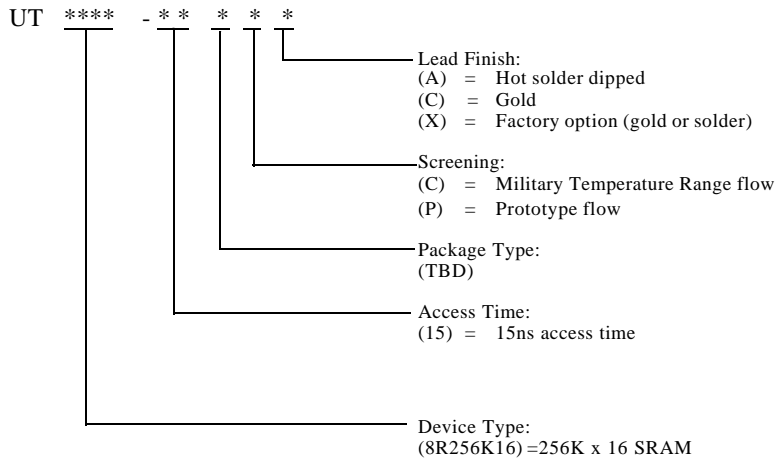 UT **** - * * * * *
Lead Finish:
(A) = Hot solder dipped
(C) = Gold
(X) = Factory option (gold or solder)
Screening:
(C) = Military Temperature Range flow
(P) = Prototype flow
Package Type:
(TBD)
Access Time:
(15) = 15ns access time
Device Type:
(8R256K16) =256K x 16 SRAM